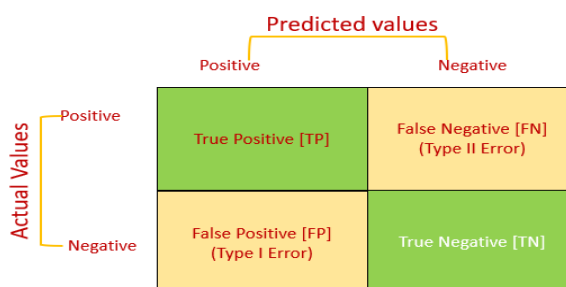 Predicted values
Positive
Negative
Actual Values
Positive
True Positive [TP]
False Negative [FN]
(Type II Error)
Negative
False Positive [FP]
(Type I Error)
True Negative [TN]